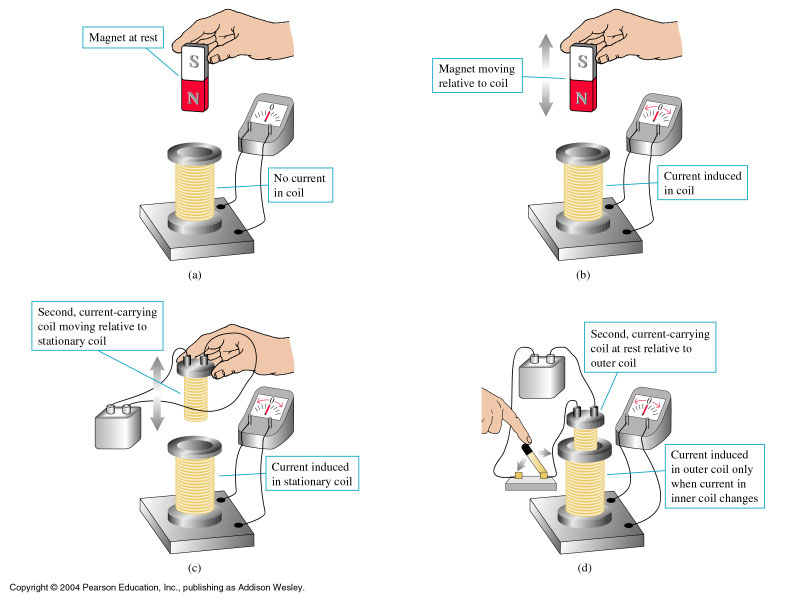 Magnet at rest
S
N
0
No current
in coil
(a)
Magnet moving
relative to coil
S
N
0
Current induced
in coil
(b)
Second, current-carrying
coil moving relative to
stationary coil
0
Current induced
in stationary coil
(c)
Second, current-carrying
coil at rest relative to
outer coil
0
Current induced
in outer coil only
when current in
inner coil changes
(d)
Copyright © 2004 Pearson Education, Inc., publishing as Addison Wesley.